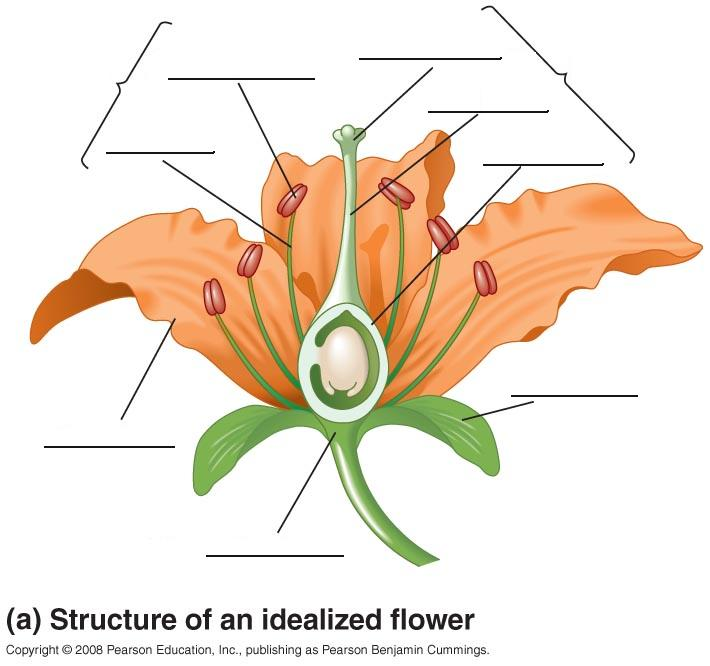 (a) Structure of an idealized flower
Copyright © 2008 Pearson Education, Inc., publishing as Pearson Benjamin Cummings.